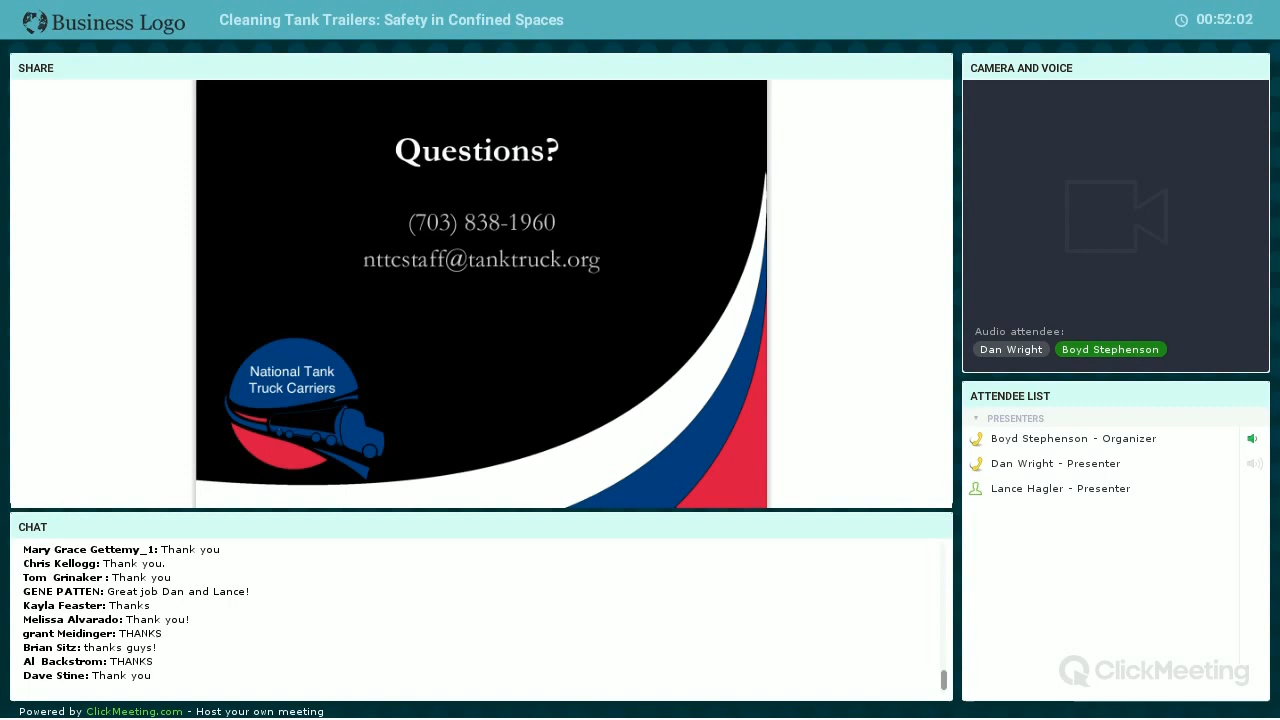 Business Logo
Cleaning Tank Trailers: Safety in Confined Spaces
00:52:02
SHARE
Questions?
(703) 838-1960
nttcstaff@tanktruck.org
National Tank
Truck Carriers
CHAT
Mary Grace Gettemy_1: Thank you
Chris Kellogg: Thank you.
Tom Grinaker : Thank you
GENE PATTEN: Great job Dan and Lance!
Kayla Feaster: Thanks
Melissa Alvarado: Thank you!
grant Meidinger: THANKS
Brian Sitz: thanks guys!
Al Backstrom: THANKS
Dave Stine: Thank you
CAMERA AND VOICE
Audio attendee:
Dan Wright Boyd Stephenson
ATTENDEE LIST
PRESENTERS
Boyd Stephenson - Organizer
Dan Wright - Presenter
Lance Hagler - Presenter
ClickMeeting
Powered by ClickMeeting.com - Host your own meeting